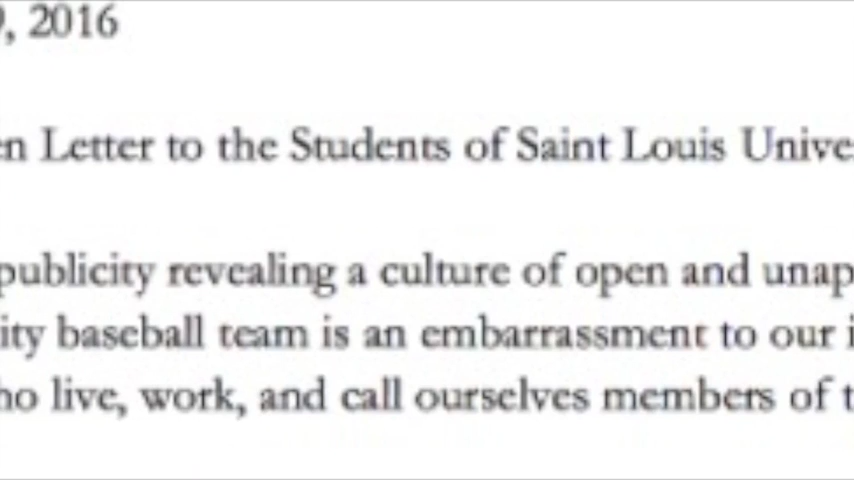 9, 2016
en Letter to the Students of Saint Louis Unive
publicity revealing a culture of open and unap
ity baseball team is an embarrassment to our i
ho live, work, and call ourselves members of t